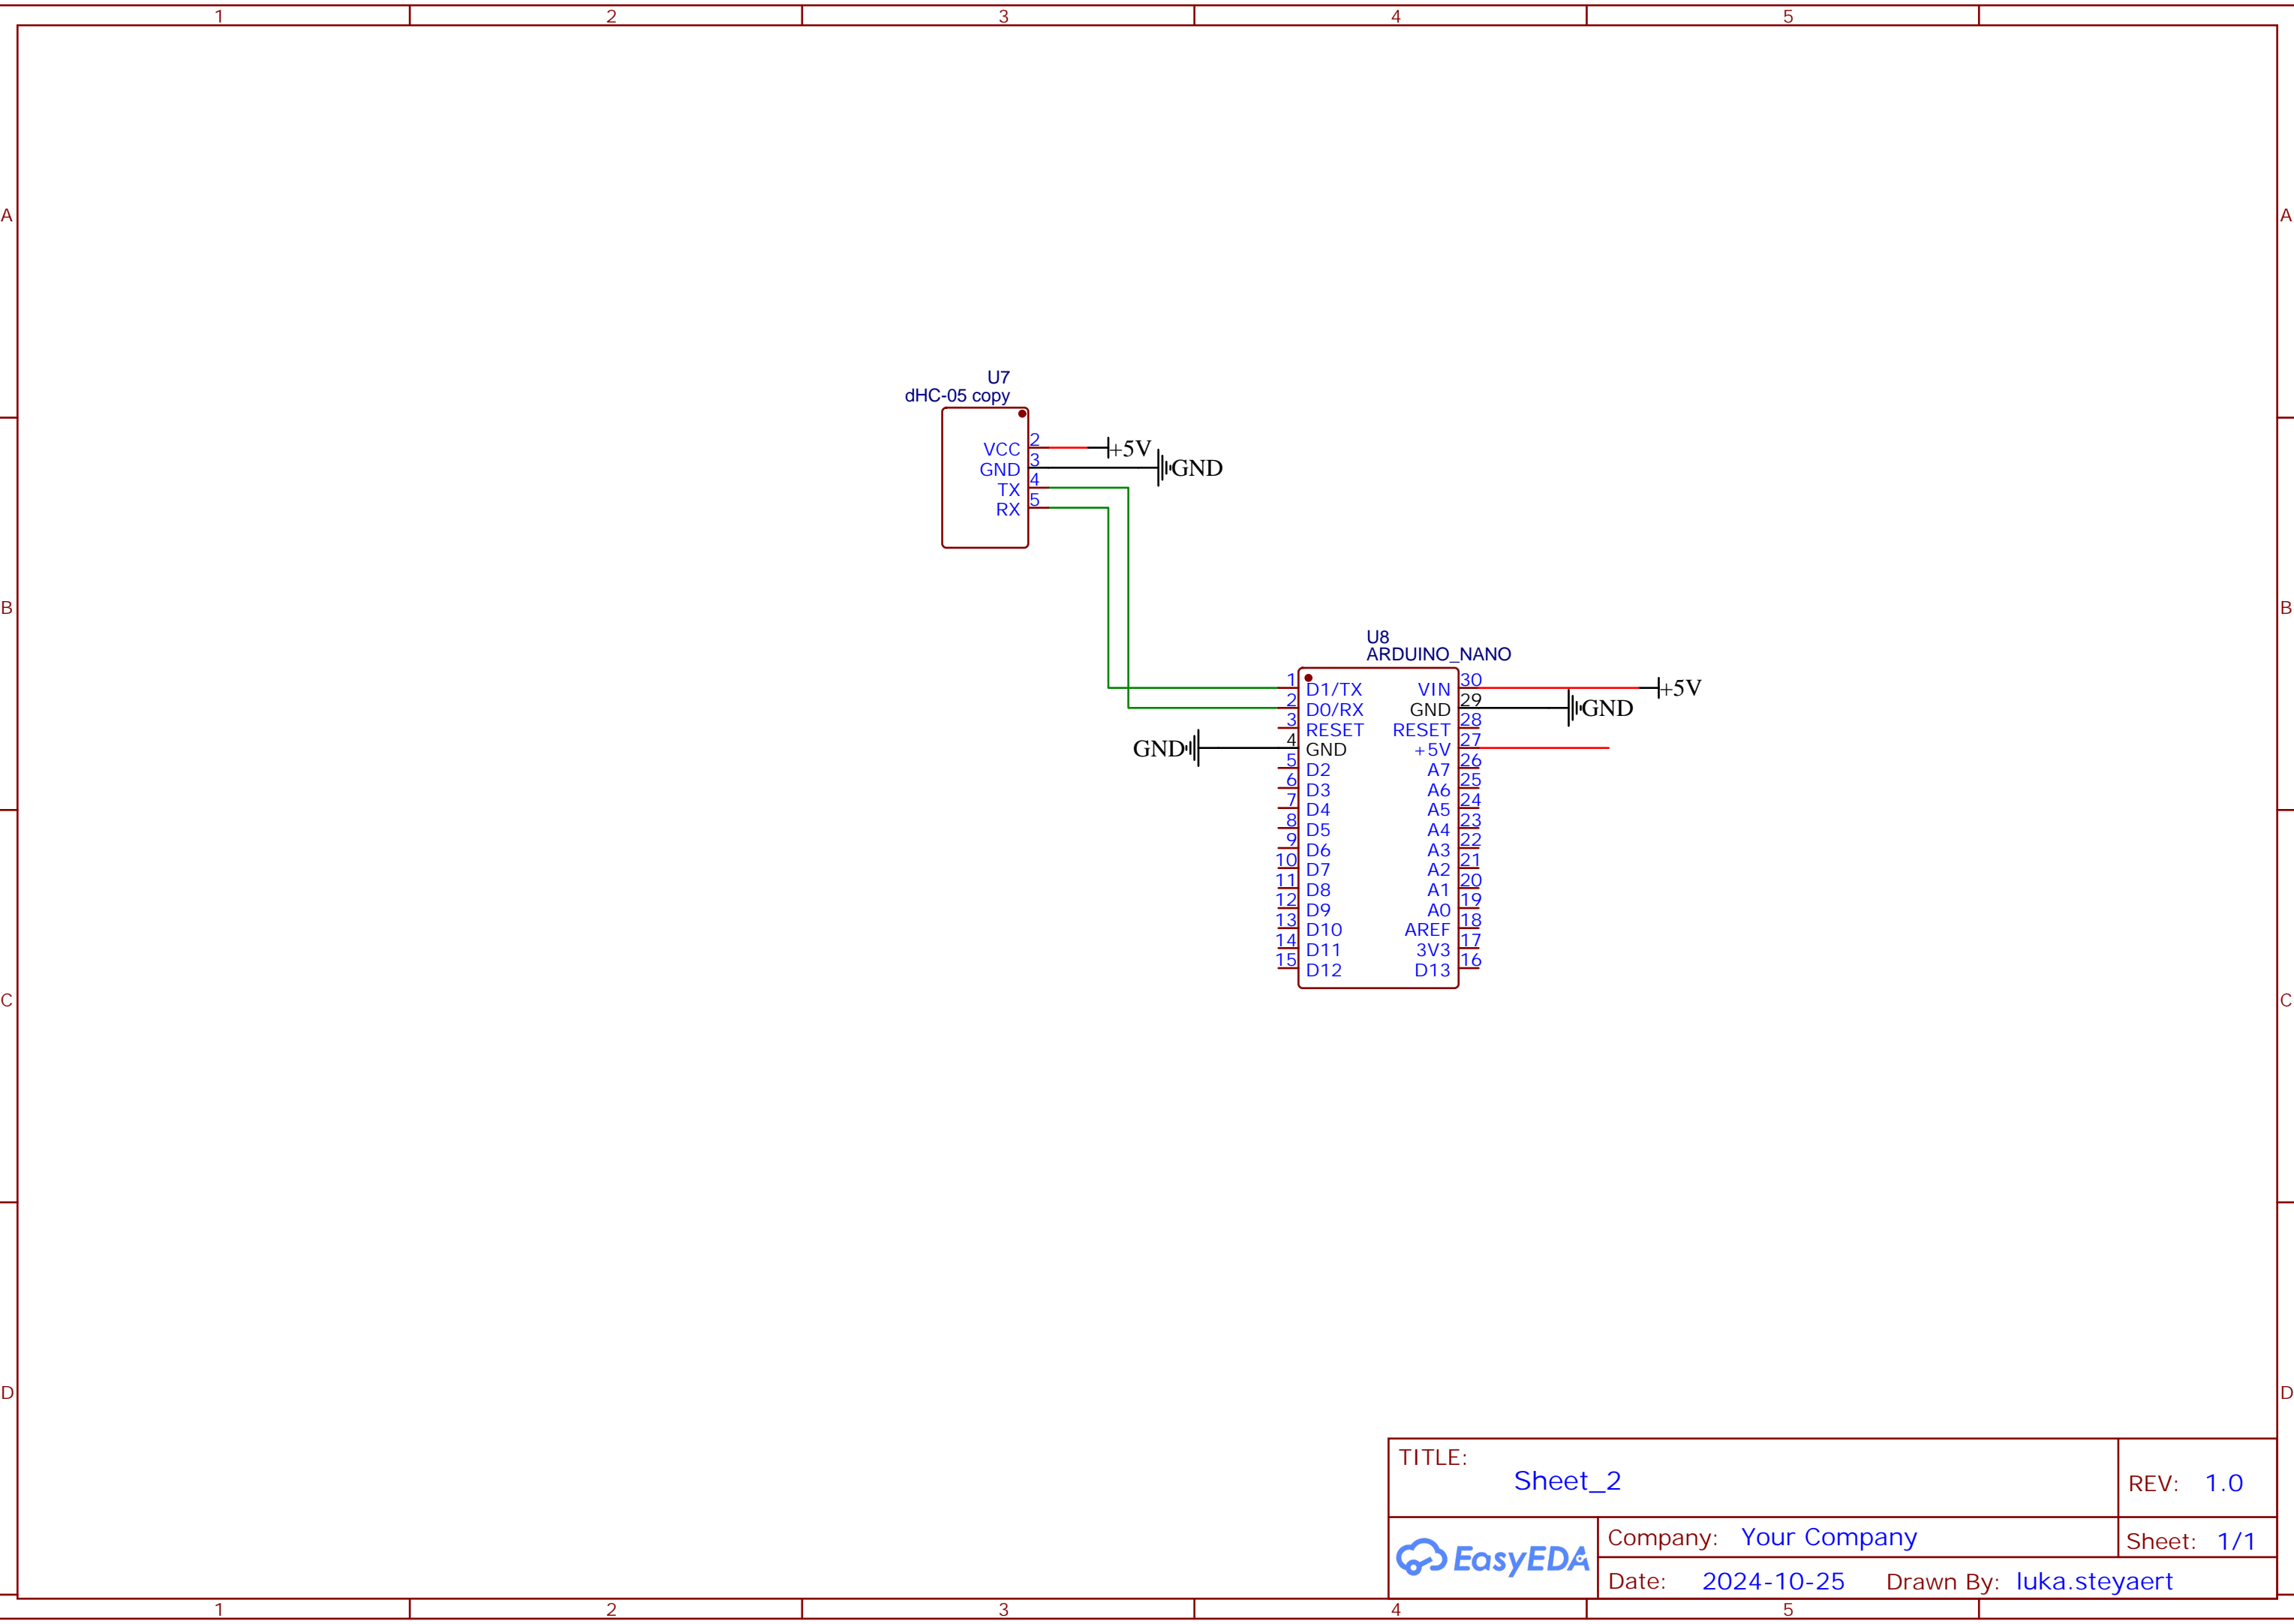 1 2 3 4 5
A A
U7
dHC-05 copy
2
VCC +5V
3
GND GND
4
TX
5
RX
B B
U8
ARDUINO_NANO
1 30
D1/TX VIN +5V
2 29
D0/RX GND GND
3 28
RESET RESET
4 27
GND GND +5V
5 26
D2 A7
6 25
D3 A6
7 24
D4 A5
8 23
D5 A4
9 22
D6 A3
10 21
D7 A2
11 20
D8 A1
12 19
D9 A0
13 18
D10 AREF
14 17
D11 3V3
15 16
D12 D13
C C
D D
TITLE:
Sheet_2
REV: 1.0
EasyEDA
Company: Your Company
Sheet: 1/1
Date: 2024-10-25 Drawn By: luka.steyaert
1 2 3 4 5